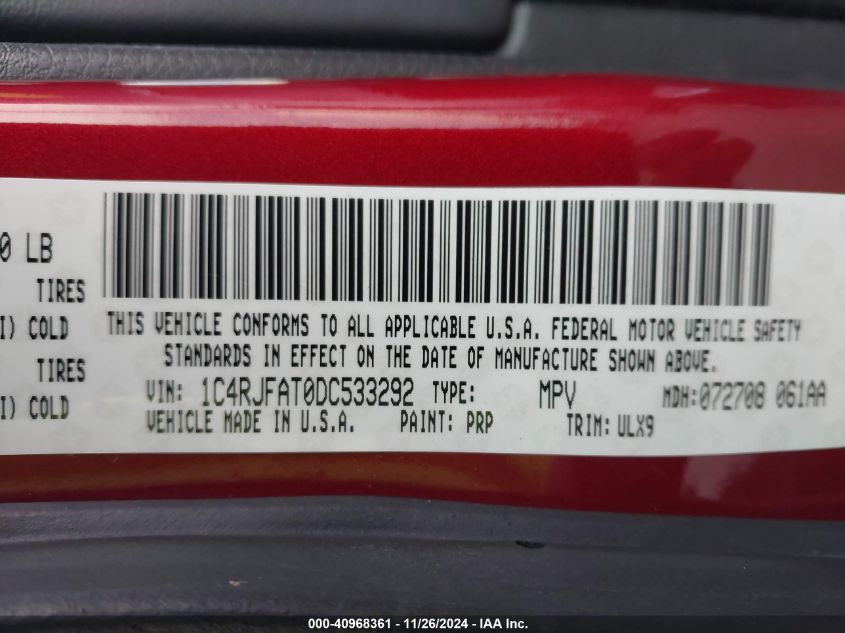 0 LB
TIRES
I) COLD
TIRES
I) COLD
THIS VEHICLE CONFORMS TO ALL APPLICABLE U.S.A. FEDERAL MOTOR VEHICLE SAFETY
STANDARDS IN EFFECT ON THE DATE OF MANUFACTURE SHOWN ABOVE.
VIN: 1C4RJFAT0DC533292 TYPE: MPV MDH:072708 061AA
VEHICLE MADE IN U.S.A. PAINT: PRP TRIM: ULX9
000-40968361 - 11/26/2024 - IAA Inc.